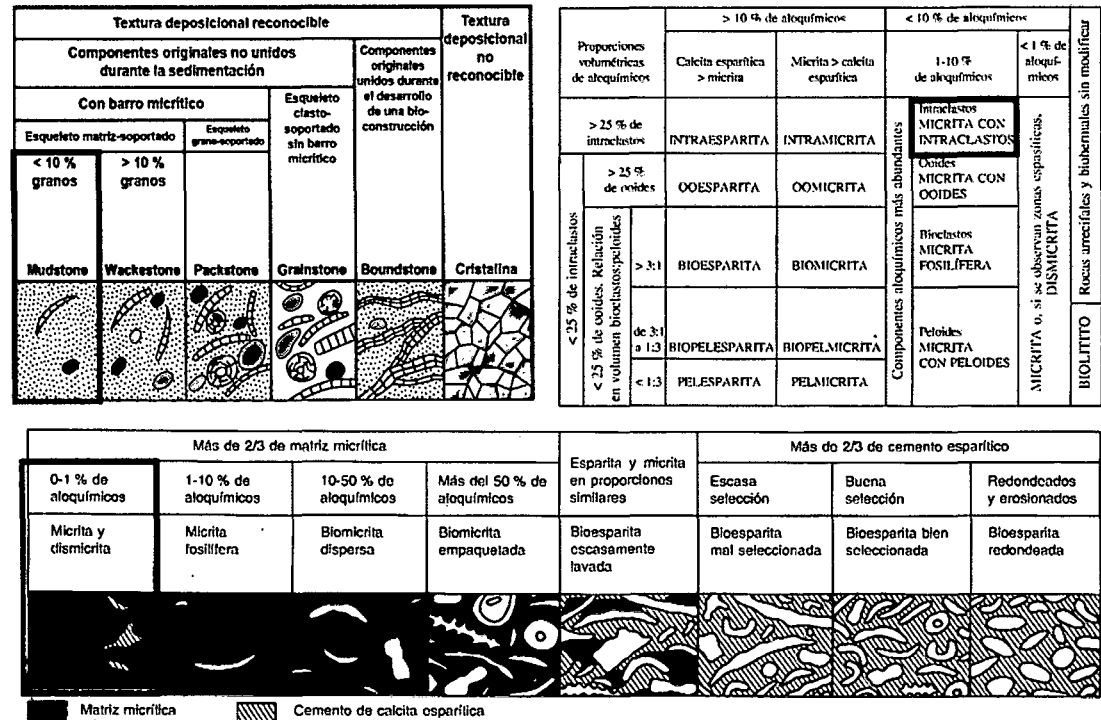 Textura deposicional reconocible
Textura
deposicional
no
reconocible
Componentes originales no unidos
durante la sedimentación
Componentes
originales
unidos durante
el desarrollo
de una bio-
construcción
Con barro micrítico
Esqueleto
clasto-
soportado
sin barro
micrítico
Esqueleto matriz-soportado
Esqueleto
grano-soportado
< 10 %
granos
> 10 %
granos
Mudstone
Wackestone
Packstone
Grainstone
Boundstone
Cristalina
Proporciones
volumétricas
de aloquímicos
> 10 % de aloquímicos
< 10 % de aloquímicos
Calcita esparítica
> micrita
Micrita > calcita
esparítica
1-10 %
de aloquímicos
< 1 % de
aloquí-
micos
Rocas arrecifales y biohermales sin modificar
BIOLITITO
> 25 % de
intraclastos
INTRAESPARITA
INTRAMICRITA
Componentes aloquímicos más abundantes
Intraclastos
MICRITA CON
INTRACLASTOS
MICRITA o, si se observan zonas espasíticas,
DISMICRITA
< 25 % de intraclastos
> 25 %
de ooides
OOESPARITA
OOMICRITA
Ooides
MICRITA CON
OOIDES
< 25 % de ooides. Relación
en volumen bioclastos:peloides
> 3:1
BIOESPARITA
BIOMICRITA
Bioclastos
MICRITA
FOSILÍFERA
de 3:1
a 1:3
BIOPELESPARITA
BIOPELMICRITA
Peloides
MICRITA
CON PELOIDES
< 1:3
PELESPARITA
PELMICRITA
Más de 2/3 de matriz micrítica
Esparita y micrita
en proporciones
similares
Más de 2/3 de cemento esparítico
0-1 % de
aloquímicos
1-10 % de
aloquímicos
10-50 % de
aloquímicos
Más del 50 % de
aloquímicos
Escasa
selección
Buena
selección
Redondeados
y erosionados
Micrita y
dismicrita
Micrita
fosilífera
Biomicrita
dispersa
Biomicrita
empaquetada
Bioesparita
escasamente
lavada
Bioesparita
mal seleccionada
Bioesparita bien
seleccionada
Bioesparita
redondeada
Matriz micrítica
Cemento de calcita esparítica